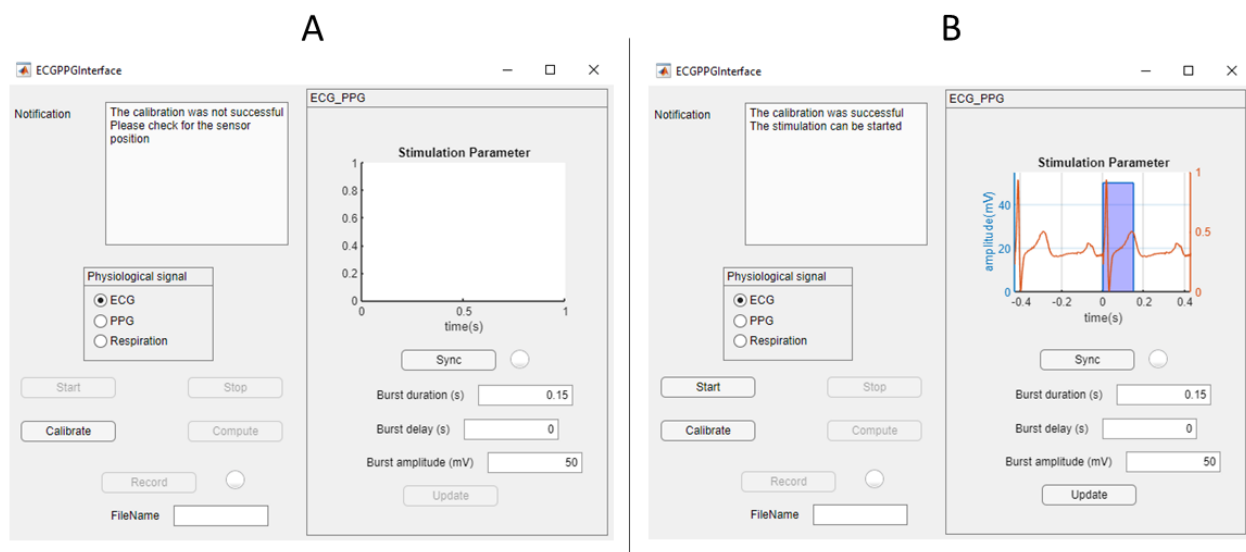 A
ECGPPGInterface
Notification
The calibration was not successful
Please check for the sensor
position
Physiological signal
ECG
PPG
Respiration
Start
Stop
Calibrate
Compute
Record
FileName
ECG_PPG
Stimulation Parameter
1
0.8
0.6
0.4
0.2
0
0
0.5
1
time(s)
Sync
Burst duration (s)
0.15
Burst delay (s)
0
Burst amplitude (mV)
50
Update
B
ECGPPGInterface
Notification
The calibration was successful
The stimulation can be started
Physiological signal
ECG
PPG
Respiration
Start
Stop
Calibrate
Compute
Record
FileName
ECG_PPG
Stimulation Parameter
amplitude(mV)
40
20
0
1
0.5
0
-0.4
-0.2
0
0.2
0.4
time(s)
Sync
Burst duration (s)
0.15
Burst delay (s)
0
Burst amplitude (mV)
50
Update